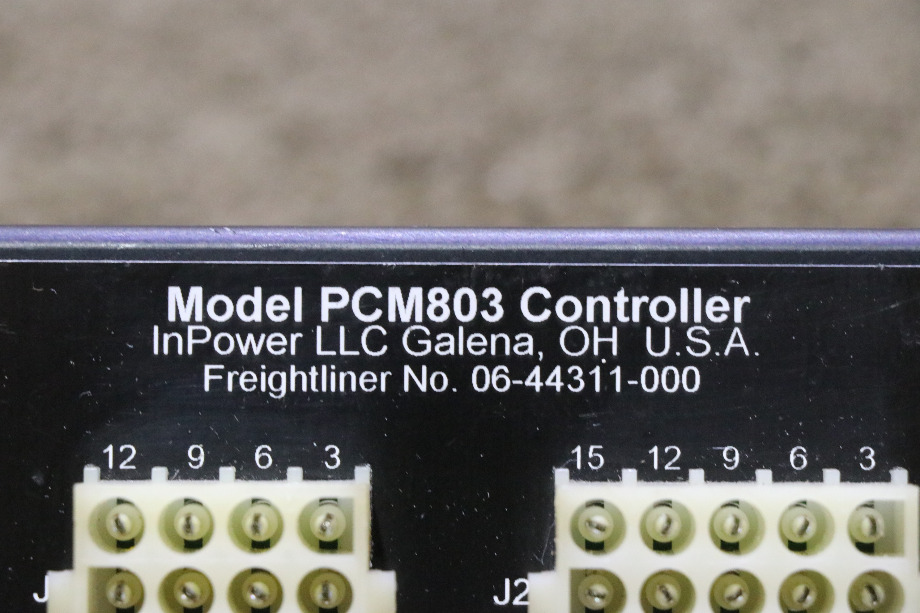 Model PCM803 Controller
InPower LLC Galena, OH U.S.A.
Freightliner No. 06-44311-000
12 9 6 3 15 12 9 6 3
J2